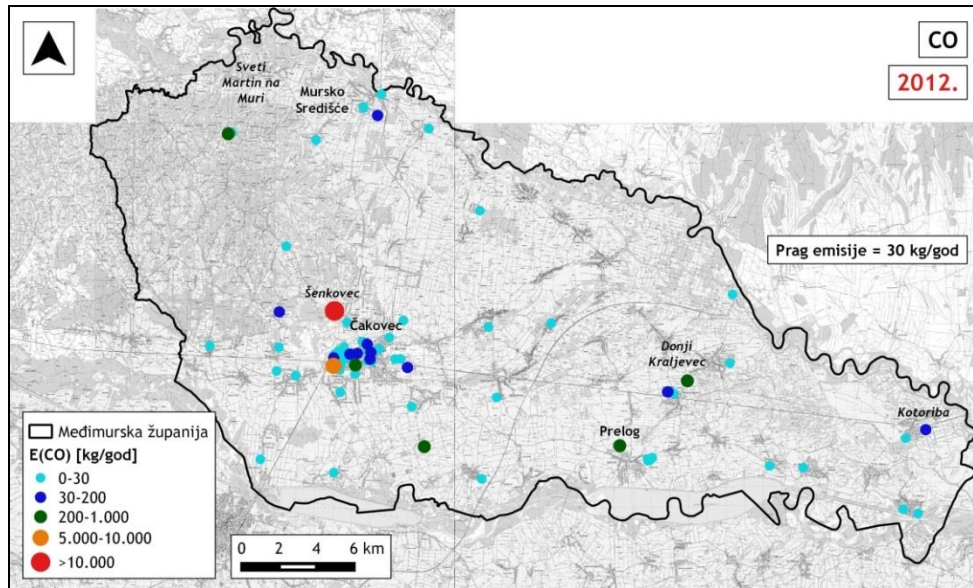 CO
2012.
Sveti
Martin na
Muri
Mursko
Središće
Prag emisije = 30 kg/god
Šenkovec
Čakovec
Donji
Kraljevec
Kotoriba
Prelog
Međimurska županija
E(CO) [kg/god]
0-30
30-200
200-1.000
5.000-10.000
>10.000
0 2 4 6 km